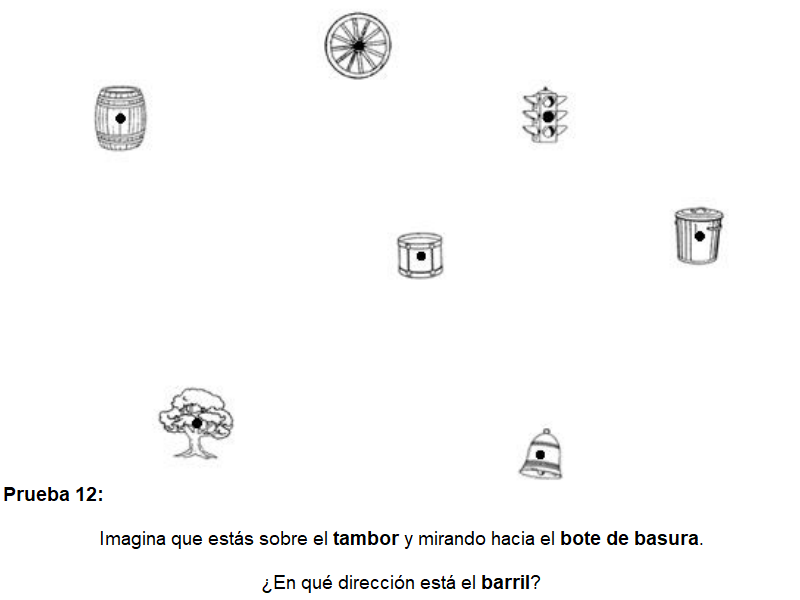 Prueba 12:
Imagina que estás sobre el tambor y mirando hacia el bote de basura.
¿En qué dirección está el barril?